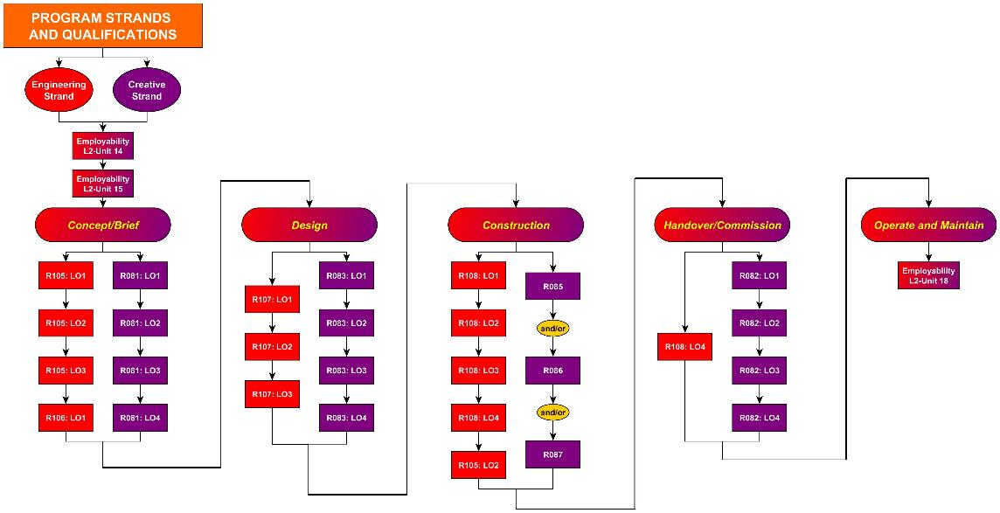 PROGRAM STRANDS
AND QUALIFICATIONS
Engineering
Strand
Creative
Strand
Employability
L2-Unit 14
Employability
L2-Unit 15
Concept/Brief
R105: LO1
R105: LO2
R105: LO3
R106: LO1
R081: LO1
R081: LO2
R081: LO3
R081: LO4
Design
R107: LO1
R107: LO2
R107: LO3
R083: LO1
R083: LO2
R083: LO3
R083: LO4
Construction
R108: LO1
R108: LO2
R108: LO3
R108: LO4
R105: LO2
R085
and/or
R086
and/or
R087
Handover/Commission
R108: LO4
R082: LO1
R082: LO2
R082: LO3
R082: LO4
Operate and Maintain
Employability
L2-Unit 18